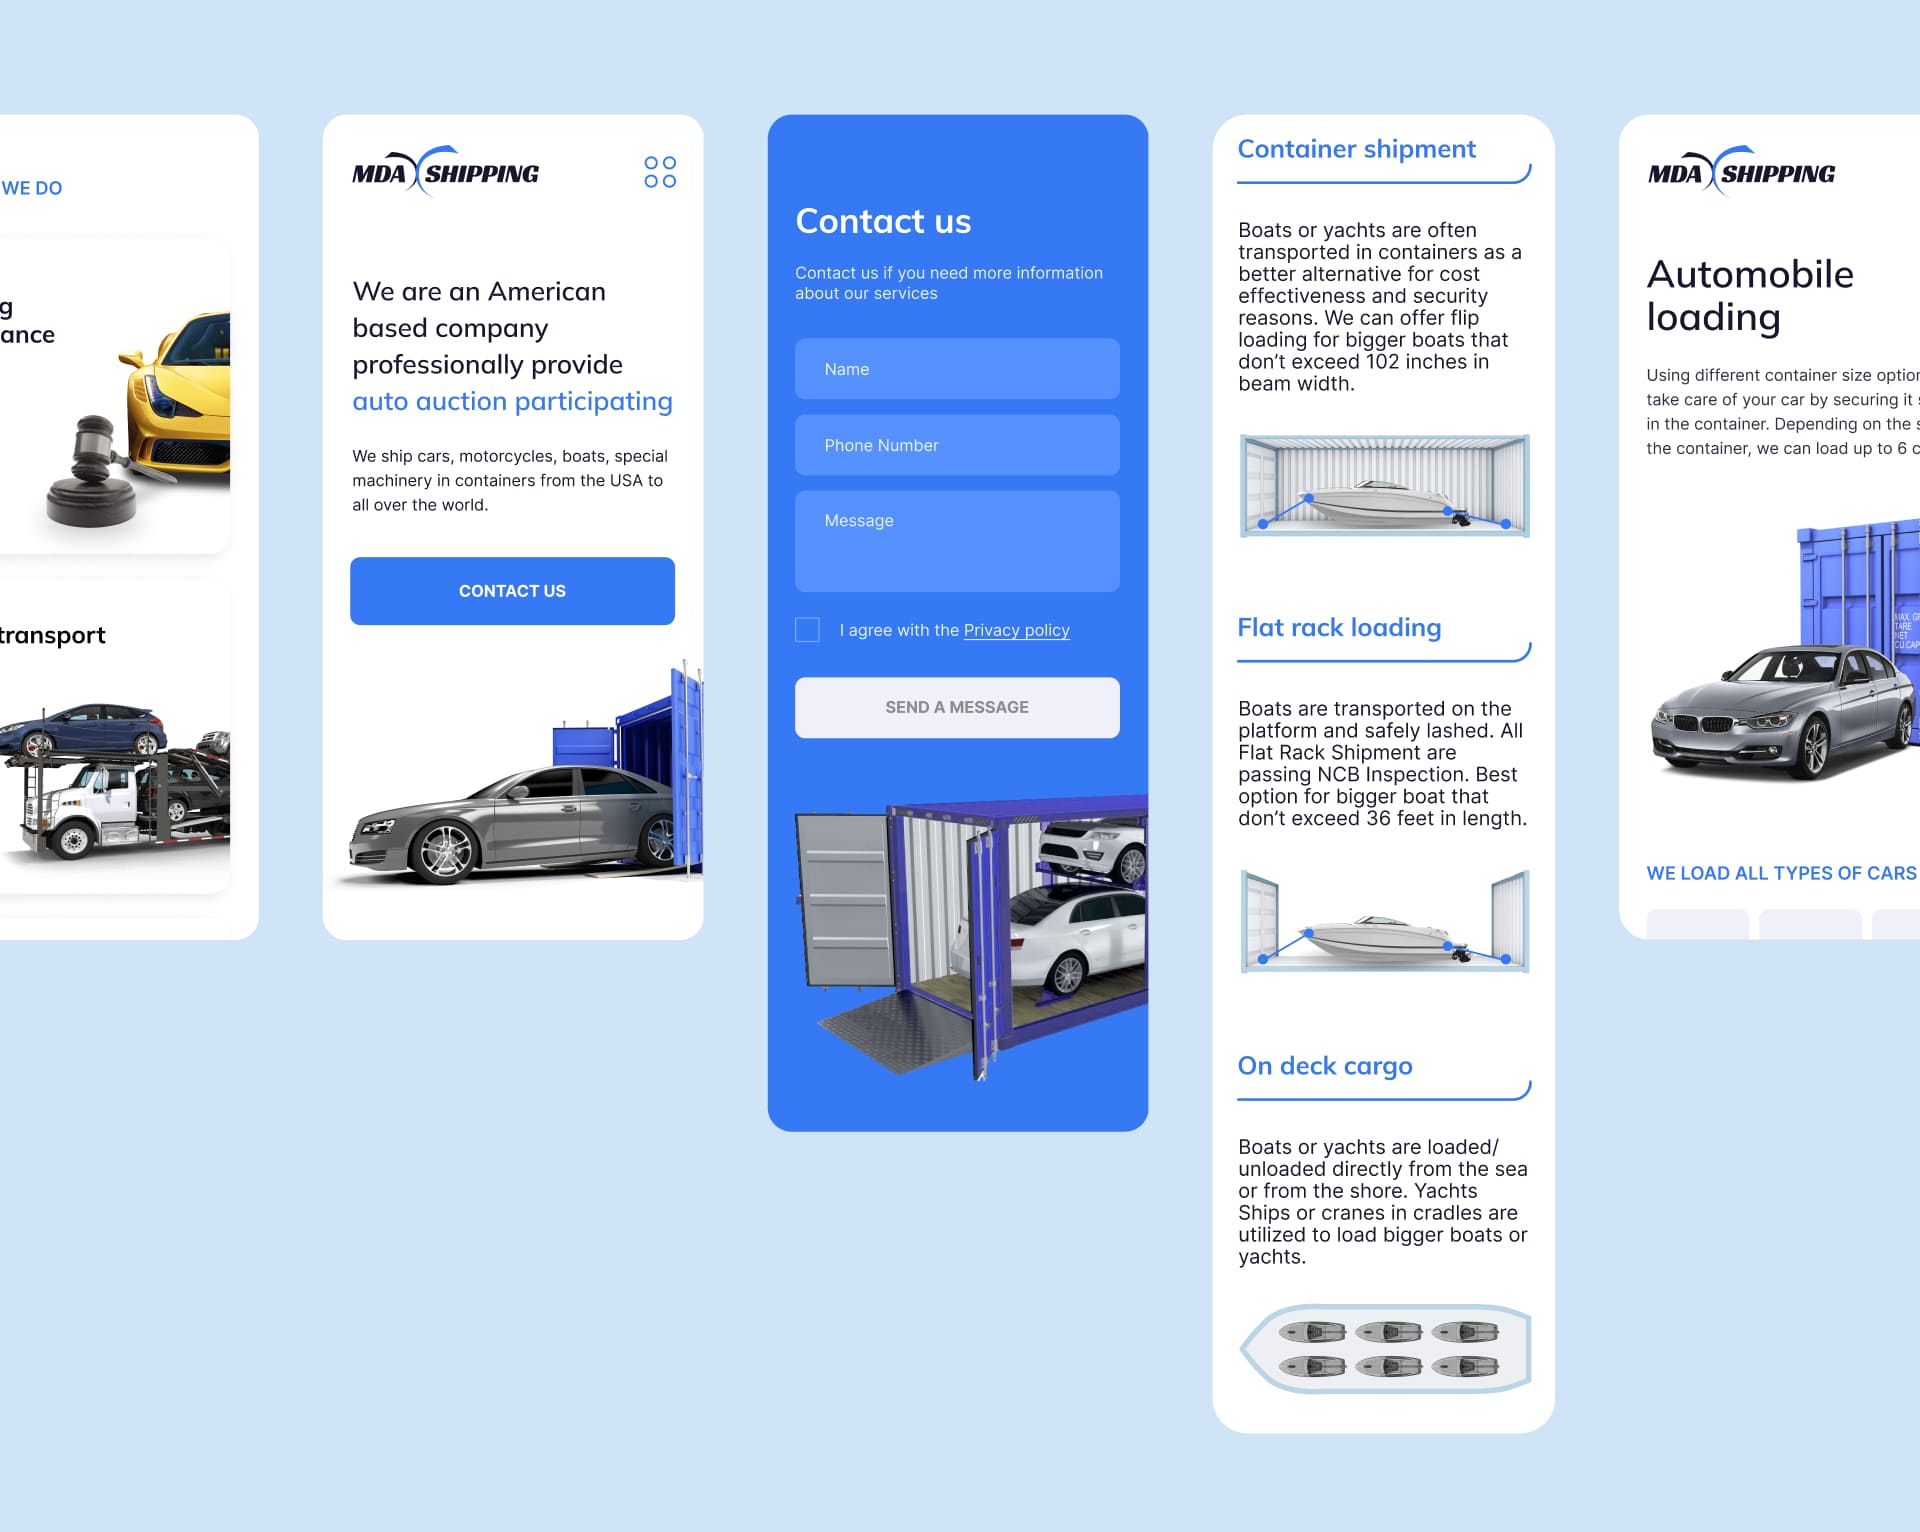 WE DO
g
ance
transport
MDA SHIPPING
We are an American
based company
professionally provide
auto auction participating
We ship cars, motorcycles, boats, special
machinery in containers from the USA to
all over the world.
CONTACT US
Contact us
Contact us if you need more information
about our services
Name
Phone Number
Message
I agree with the Privacy policy
SEND A MESSAGE
Container shipment
Boats or yachts are often
transported in containers as a
better alternative for cost
effectiveness and security
reasons. We can offer flip
loading for bigger boats that
don’t exceed 102 inches in
beam width.
Flat rack loading
Boats are transported on the
platform and safely lashed. All
Flat Rack Shipment are
passing NCB Inspection. Best
option for bigger boat that
don’t exceed 36 feet in length.
On deck cargo
Boats or yachts are loaded/
unloaded directly from the sea
or from the shore. Yachts
Ships or cranes in cradles are
utilized to load bigger boats or
yachts.
MDA SHIPPING
Automobile
loading
Using different container size option
take care of your car by securing it s
in the container. Depending on the s
the container, we can load up to 6 c
MAX. GR
TARE
NET
CU.CAP
WE LOAD ALL TYPES OF CARS